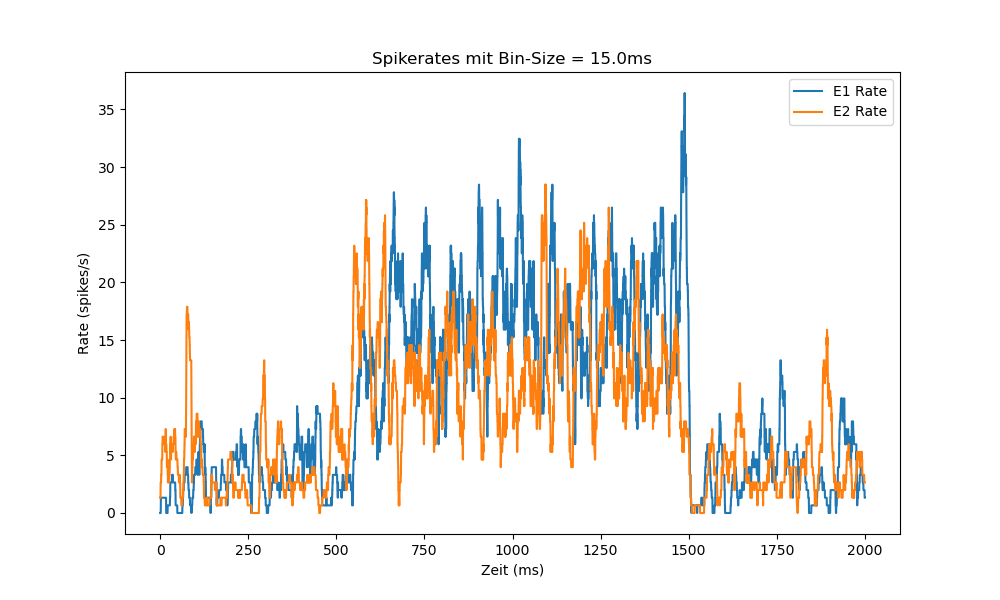 Spikerates mit Bin-Size = 15.0ms
E1 Rate
E2 Rate
Rate (spikes/s)
35
30
25
20
15
10
5
0
0 250 500 750 1000 1250 1500 1750 2000
Zeit (ms)